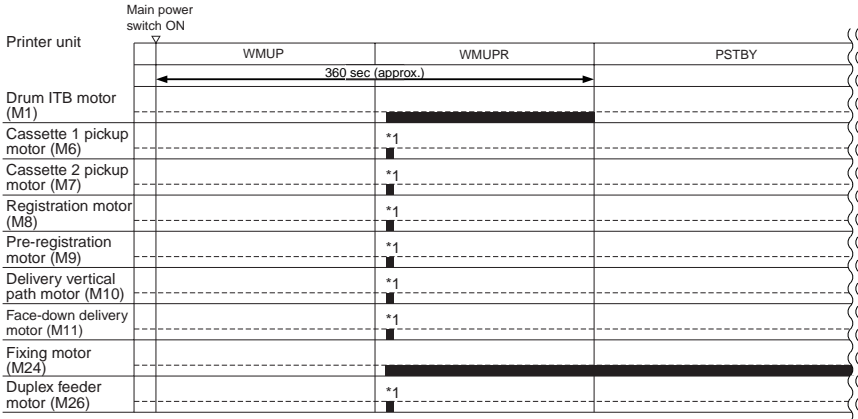 Main power
switch ON
Printer unit
WMUP WMUPR PSTBY
360 sec (approx.)
Drum ITB motor
(M1)
Cassette 1 pickup
motor (M6)
*1
Cassette 2 pickup
motor (M7)
*1
Registration motor
(M8)
*1
Pre-registration
motor (M9)
*1
Delivery vertical
path motor (M10)
*1
Face-down delivery
motor (M11)
*1
Fixing motor
(M24)
Duplex feeder
motor (M26)
*1